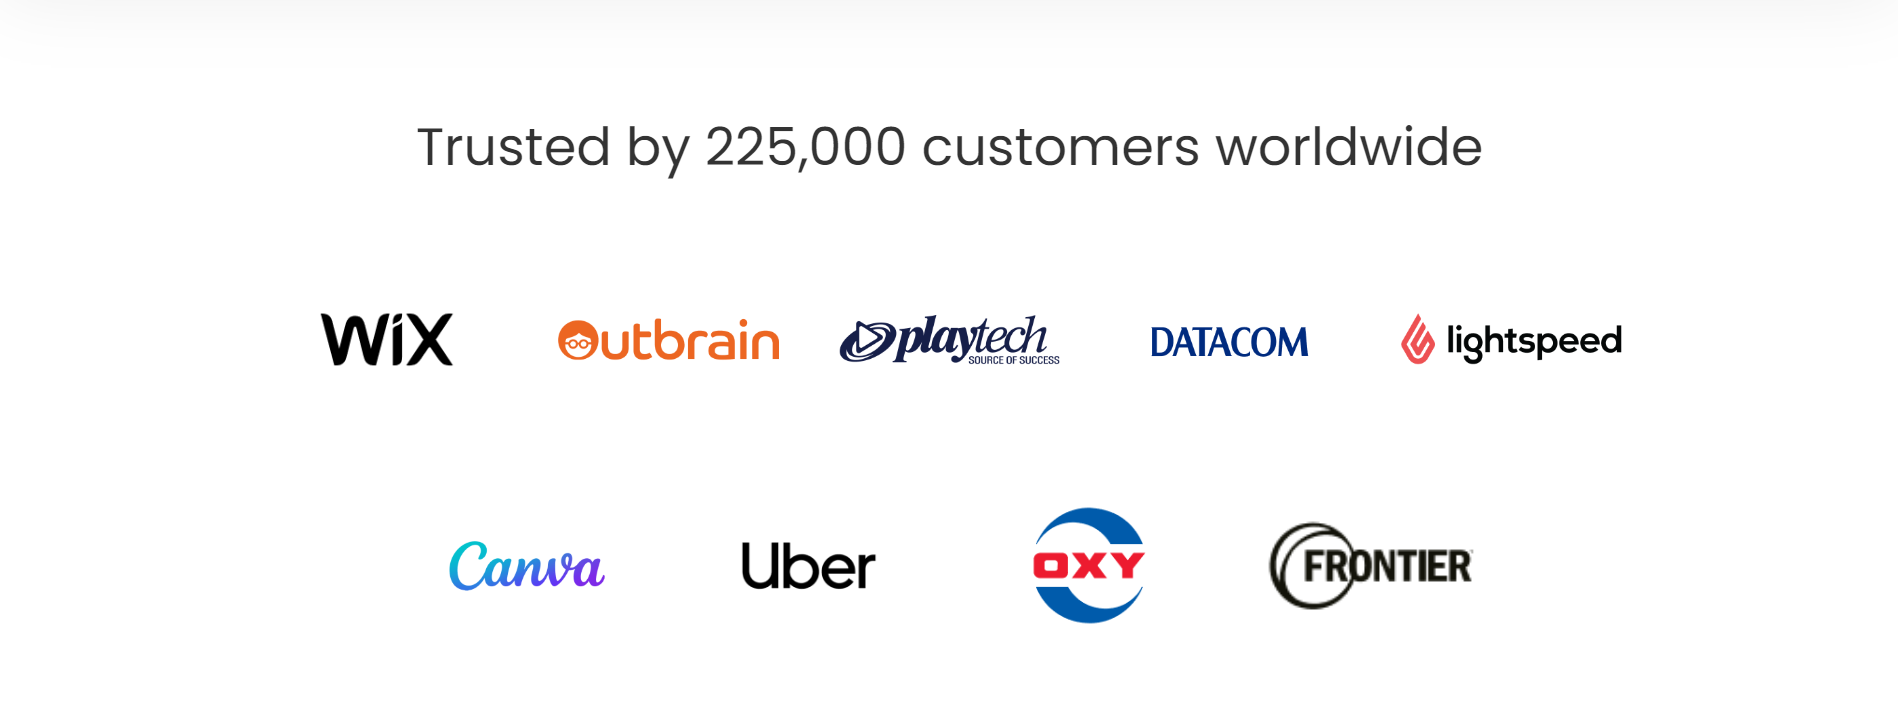 Trusted by 225,000 customers worldwide
WiX
Outbrain
playtech
SOURCE OF SUCCESS
DATACOM
lightspeed
Canva
Uber
OXY
FRONTIER